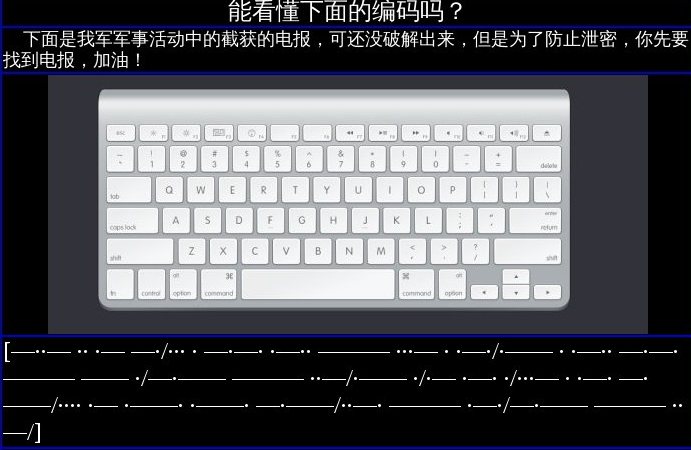 能看懂下面的编码吗？
下面是我军军事活动中的截获的电报，可还没破解出来，但是为了防止泄密，你先要
找到电报，加油！
esc F1 F2 F3 F4 F5 F6 F7 F8 F9 F10 F11 F12
~ ` ! 1 @ 2 # 3 $ 4 % 5 ^ 6 & 7 * 8 ( 9 ) 0 _ - + = delete
tab Q W E R T Y U I O P { [ } ] | \
caps lock A S D F G H J K L : ; " ' enter return
shift Z X C V B N M < , > . ? / shift
fn control alt option ⌘ command ⌘ command alt option ◄ ▲ ▼ ►
[—··— ·· ·— —·/··· · —·—· ·—·· ——— ···— · ·—·/·—— · ·—·· —·—·
——— —— ·/—·—— ——— ··—/·—— ·/·— ·—· ·/···— · ·—· —·
——/···· ·— ·——· ·——· —·——/··—· ——— ·—·/—·—— ——— ··
—/]